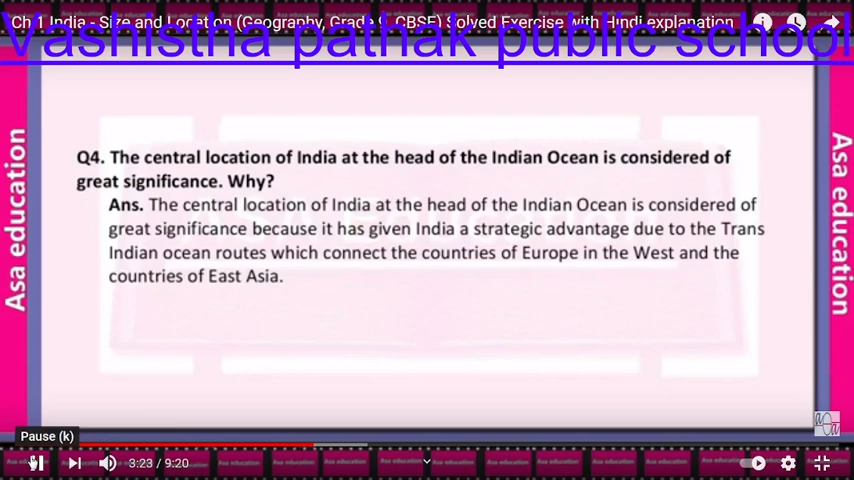 Ch 1 India - Size and Location (Geography, Grade 9, CBSE) Solved Exercise with Hindi explanation
Vashistha pathak public school
Asa education
Asa education
Q4. The central location of India at the head of the Indian Ocean is considered of
great significance. Why?
Ans. The central location of India at the head of the Indian Ocean is considered of
great significance because it has given India a strategic advantage due to the Trans
Indian ocean routes which connect the countries of Europe in the West and the
countries of East Asia.
Pause (k)
3:23 / 9:20